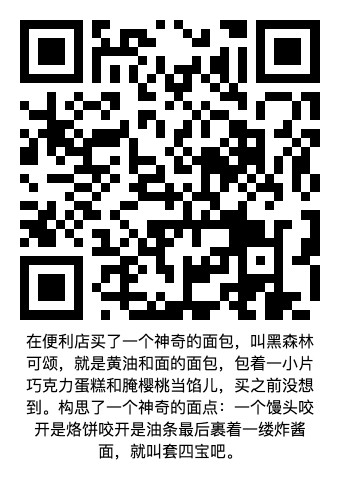 http://www.wangyulue.com
在便利店买了一个神奇的面包，叫黑森林
可颂，就是黄油和面的面包，包着一小片
巧克力蛋糕和腌樱桃当馅儿，买之前没想
到。构思了一个神奇的面点：一个馒头咬
开是烙饼咬开是油条最后裹着一缕炸酱
面，就叫套四宝吧。